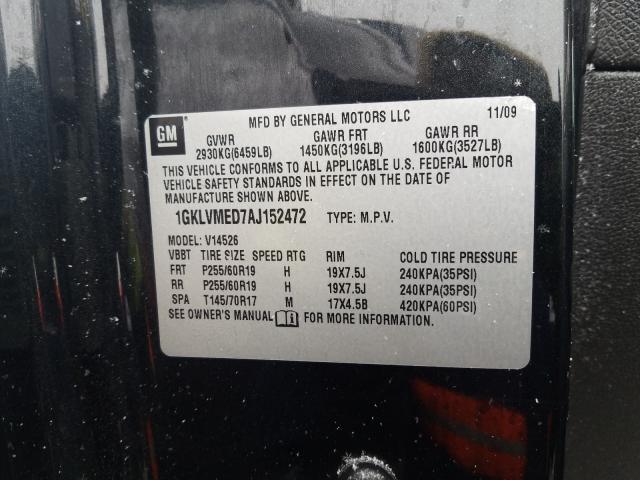 MFD BY GENERAL MOTORS LLC 11/09
GM
GVWR GAWR FRT GAWR RR
2930KG(6459LB) 1450KG(3196LB) 1600KG(3527LB)
THIS VEHICLE CONFORMS TO ALL APPLICABLE U.S. FEDERAL MOTOR
VEHICLE SAFETY STANDARDS IN EFFECT ON THE DATE OF
MANUFACTURE SHOWN ABOVE.
1GKLVMED7AJ152472 TYPE: M.P.V.
MODEL: V14526
VBBT TIRE SIZE SPEED RTG RIM COLD TIRE PRESSURE
FRT P255/60R19 H 19X7.5J 240KPA(35PSI)
RR P255/60R19 H 19X7.5J 240KPA(35PSI)
SPA T145/70R17 M 17X4.5B 420KPA(60PSI)
SEE OWNER'S MANUAL FOR MORE INFORMATION.